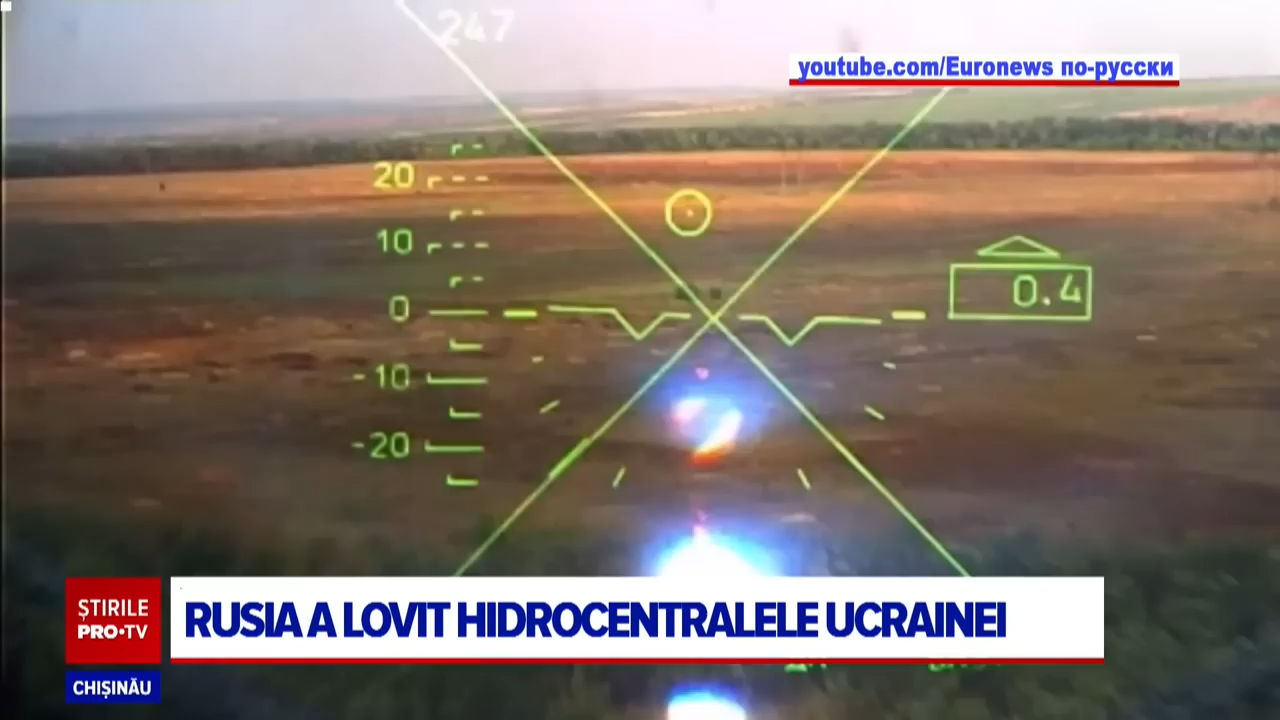 247
youtube.com/Euronews по-русски
20
10
0
-10
-20
0.4
ȘTIRILE
PRO•TV
RUSIA A LOVIT HIDROCENTRALELE UCRAINEI
CHIȘINĂU